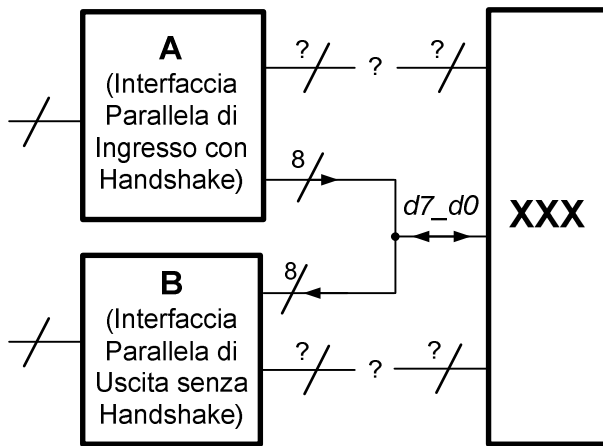 A
(Interfaccia
Parallela di
Ingresso con
Handshake)
? ? ?
8
d7_d0
XXX
B
(Interfaccia
Parallela di
Uscita senza
Handshake)
8
? ? ?